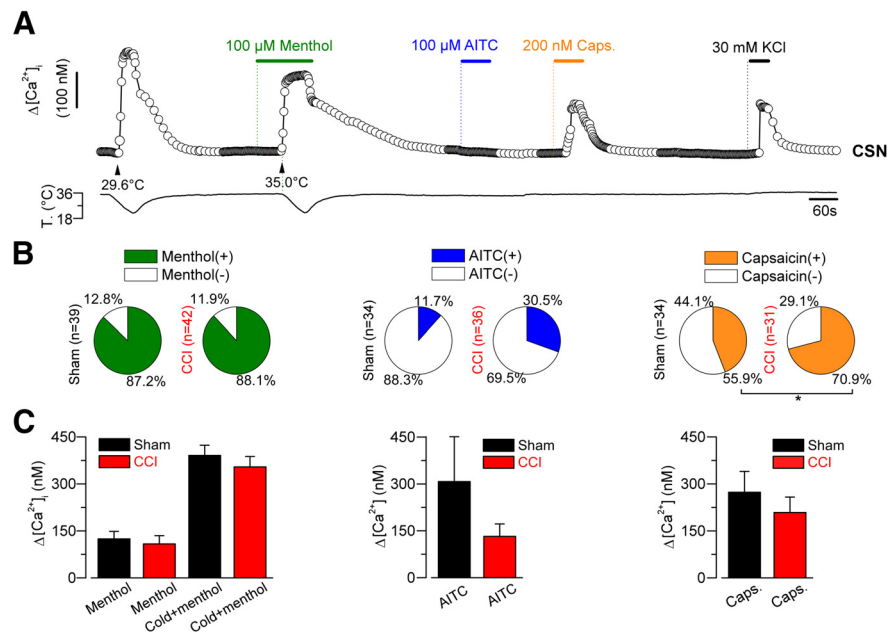 A
100 µM Menthol
100 µM AITC
200 nM Caps.
30 mM KCl
Δ[Ca²⁺]i
(100 nM)
CSN
29.6°C
35.0°C
T. (°C)
36
18
60s
B
Menthol(+)
Menthol(-)
AITC(+)
AITC(-)
Capsaicin(+)
Capsaicin(-)
Sham (n=39)
12.8%
87.2%
CCI (n=42)
11.9%
88.1%
Sham (n=34)
11.7%
88.3%
CCI (n=36)
30.5%
69.5%
Sham (n=34)
44.1%
55.9%
CCI (n=31)
29.1%
70.9%
*
C
Δ[Ca²⁺]i (nM)
450
300
150
0
Sham
CCI
Menthol
Menthol
Cold+menthol
Cold+menthol
Δ[Ca²⁺] (nM)
450
300
150
0
Sham
CCI
AITC
AITC
Δ[Ca²⁺] (nM)
450
300
150
0
Sham
CCI
Caps.
Caps.